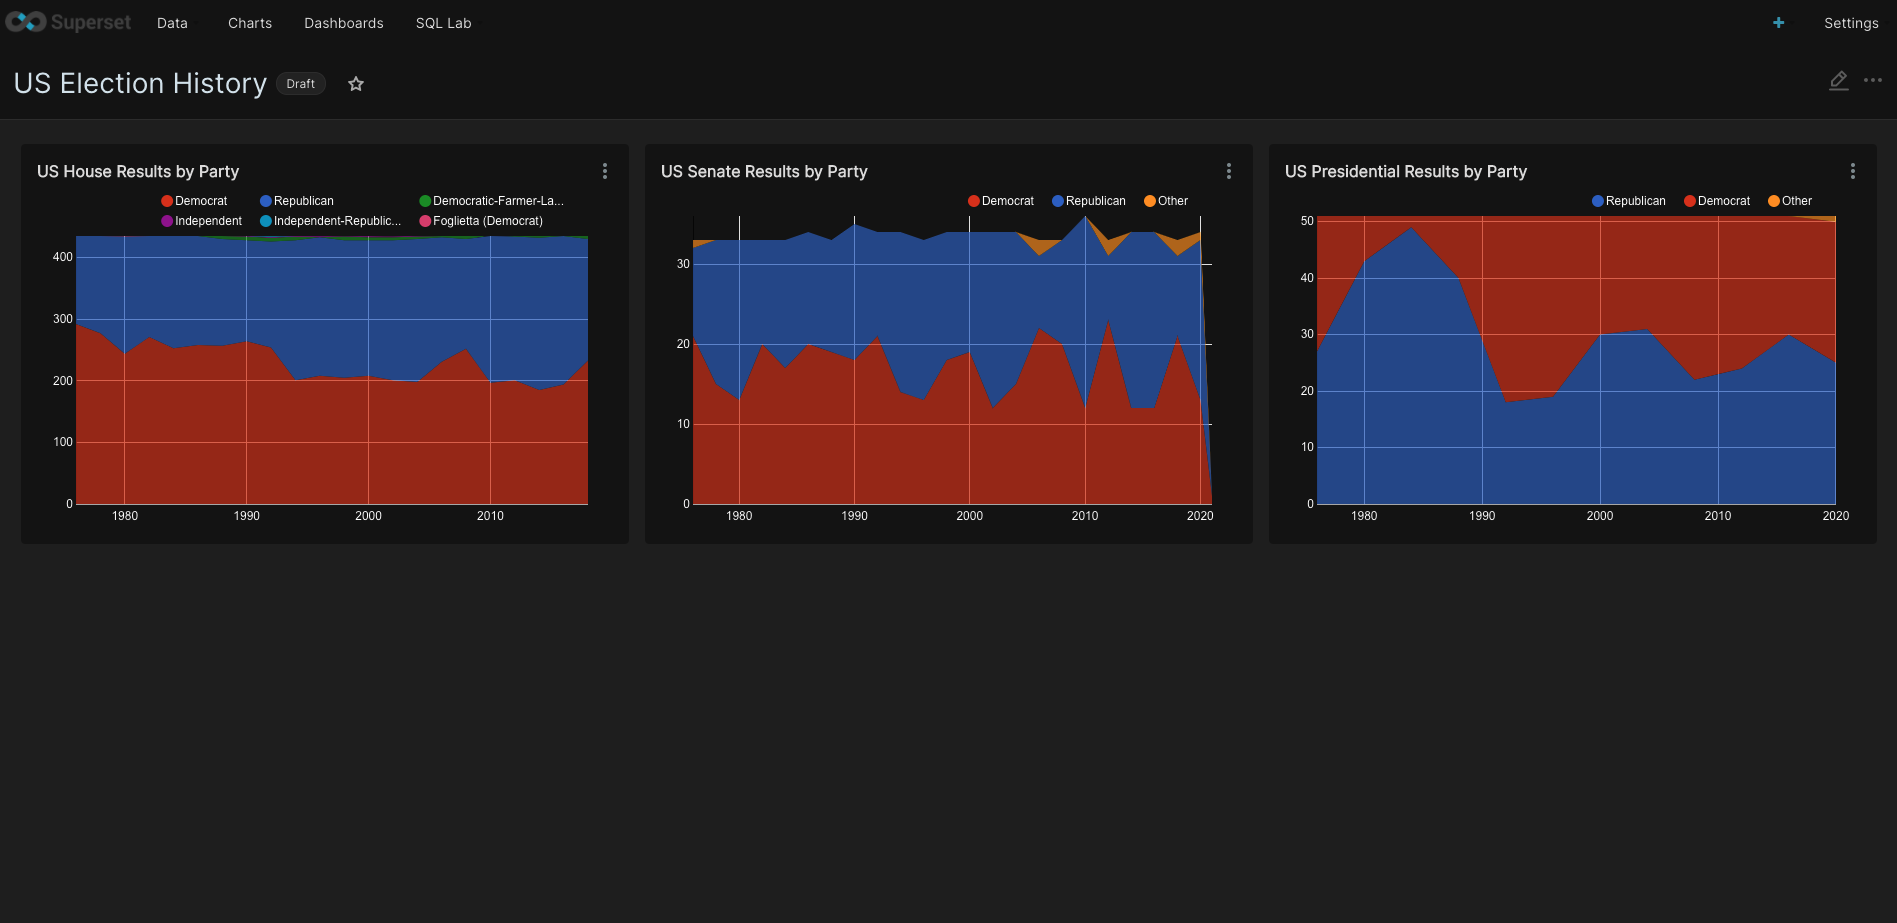 Superset Data Charts Dashboards SQL Lab + Settings
US Election History Draft
US House Results by Party
Democrat Republican Democratic-Farmer-La...
Independent Independent-Republic... Foglietta (Democrat)
400
300
200
100
0
1980 1990 2000 2010
US Senate Results by Party
Democrat Republican Other
30
20
10
0
1980 1990 2000 2010 2020
US Presidential Results by Party
Republican Democrat Other
50
40
30
20
10
0
1980 1990 2000 2010 2020